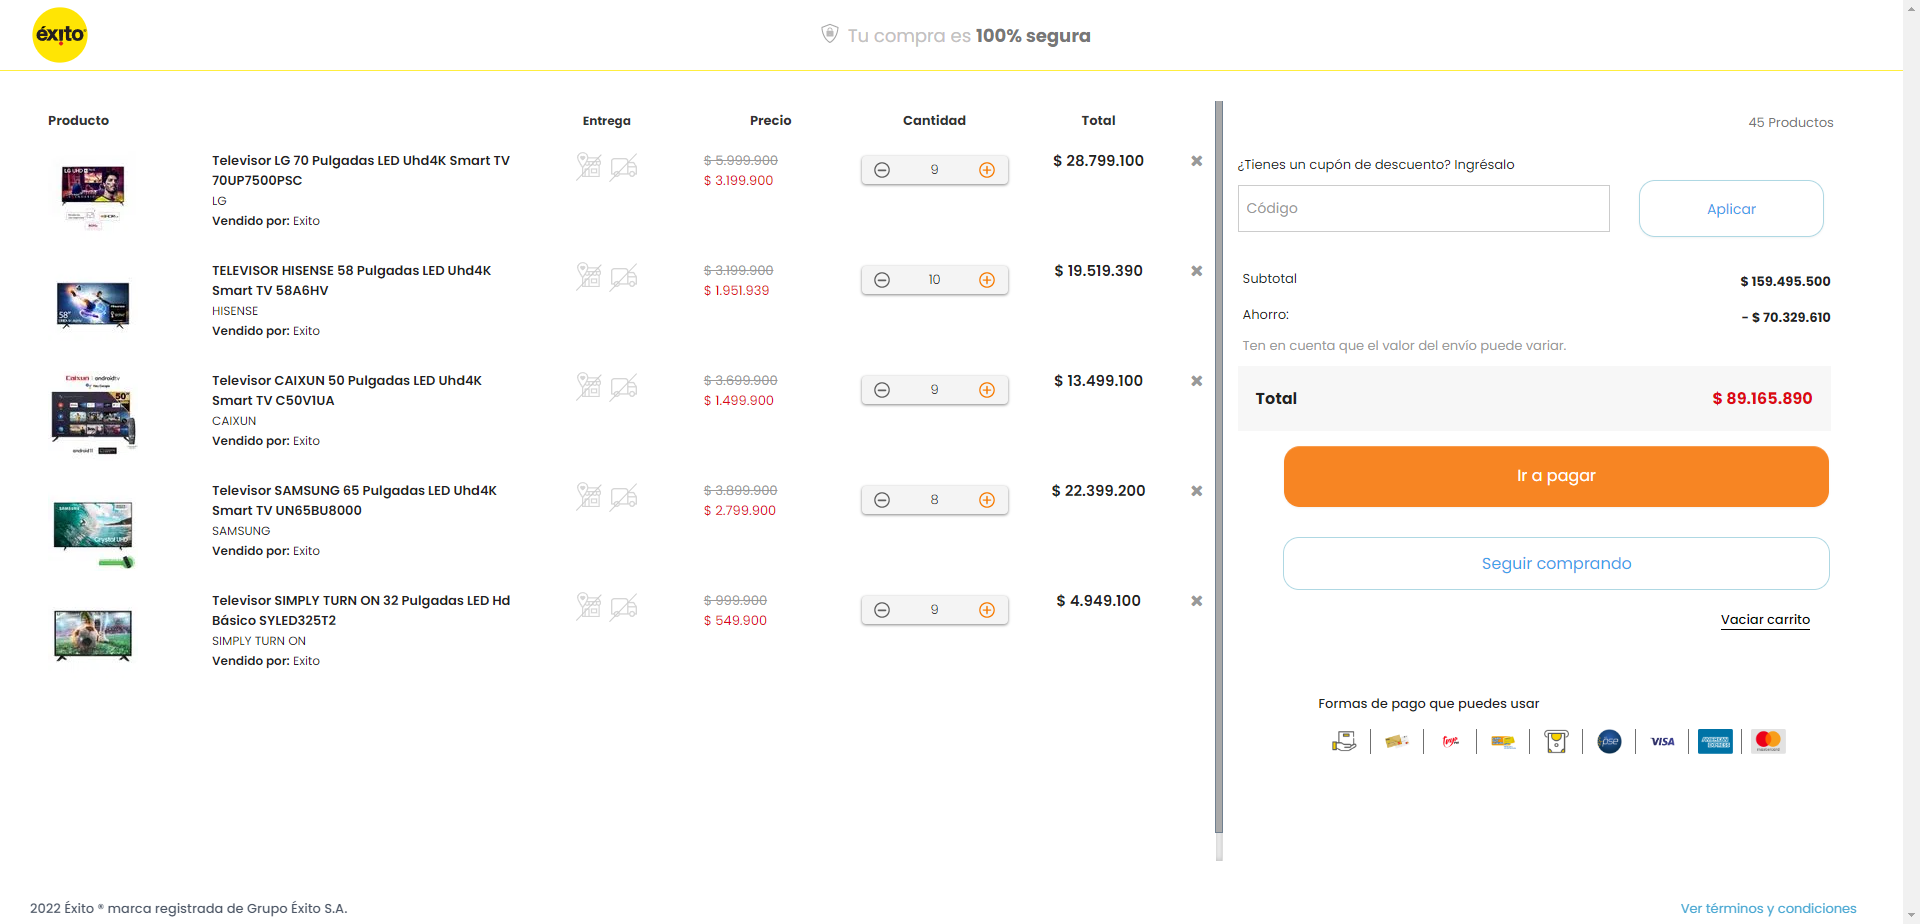 éxito
Tu compra es 100% segura
Producto Entrega Precio Cantidad Total
Televisor LG 70 Pulgadas LED Uhd4K Smart TV
70UP7500PSC
LG
Vendido por: Exito
$ 5.999.900
$ 3.199.900
9
$ 28.799.100
TELEVISOR HISENSE 58 Pulgadas LED Uhd4K
Smart TV 58A6HV
HISENSE
Vendido por: Exito
$ 3.199.900
$ 1.951.939
10
$ 19.519.390
Televisor CAIXUN 50 Pulgadas LED Uhd4K
Smart TV C50V1UA
CAIXUN
Vendido por: Exito
$ 3.699.900
$ 1.499.900
9
$ 13.499.100
Televisor SAMSUNG 65 Pulgadas LED Uhd4K
Smart TV UN65BU8000
SAMSUNG
Vendido por: Exito
$ 3.899.900
$ 2.799.900
8
$ 22.399.200
Televisor SIMPLY TURN ON 32 Pulgadas LED Hd
Básico SYLED325T2
SIMPLY TURN ON
Vendido por: Exito
$ 999.900
$ 549.900
9
$ 4.949.100
45 Productos
¿Tienes un cupón de descuento? Ingrésalo
Código
Aplicar
Subtotal $ 159.495.500
Ahorro: - $ 70.329.610
Ten en cuenta que el valor del envío puede variar.
Total $ 89.165.890
Ir a pagar
Seguir comprando
Vaciar carrito
Formas de pago que puedes usar
pse
VISA
AMERICAN EXPRESS
2022 Éxito ® marca registrada de Grupo Éxito S.A.
Ver términos y condiciones